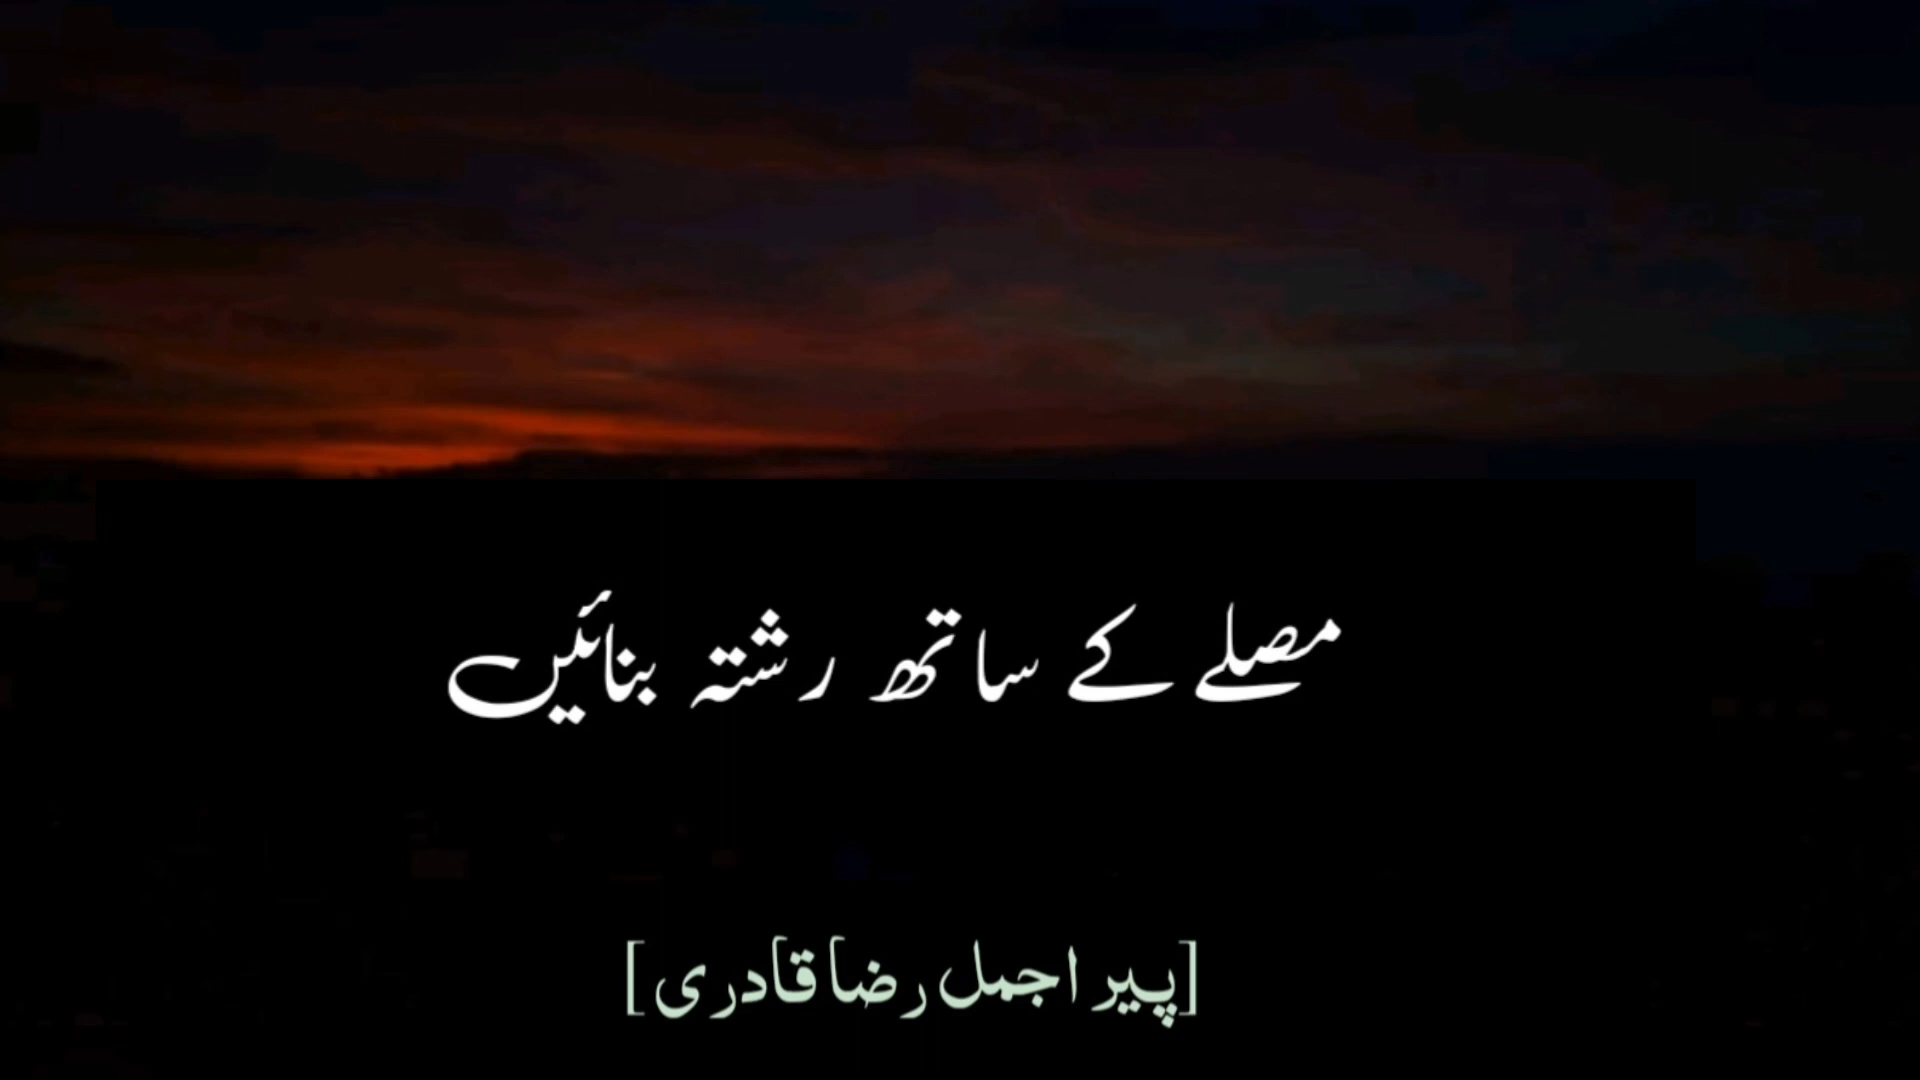 مصلے کے ساتھ رشتہ بنائیں
[پیر اجمل رضا قادری]